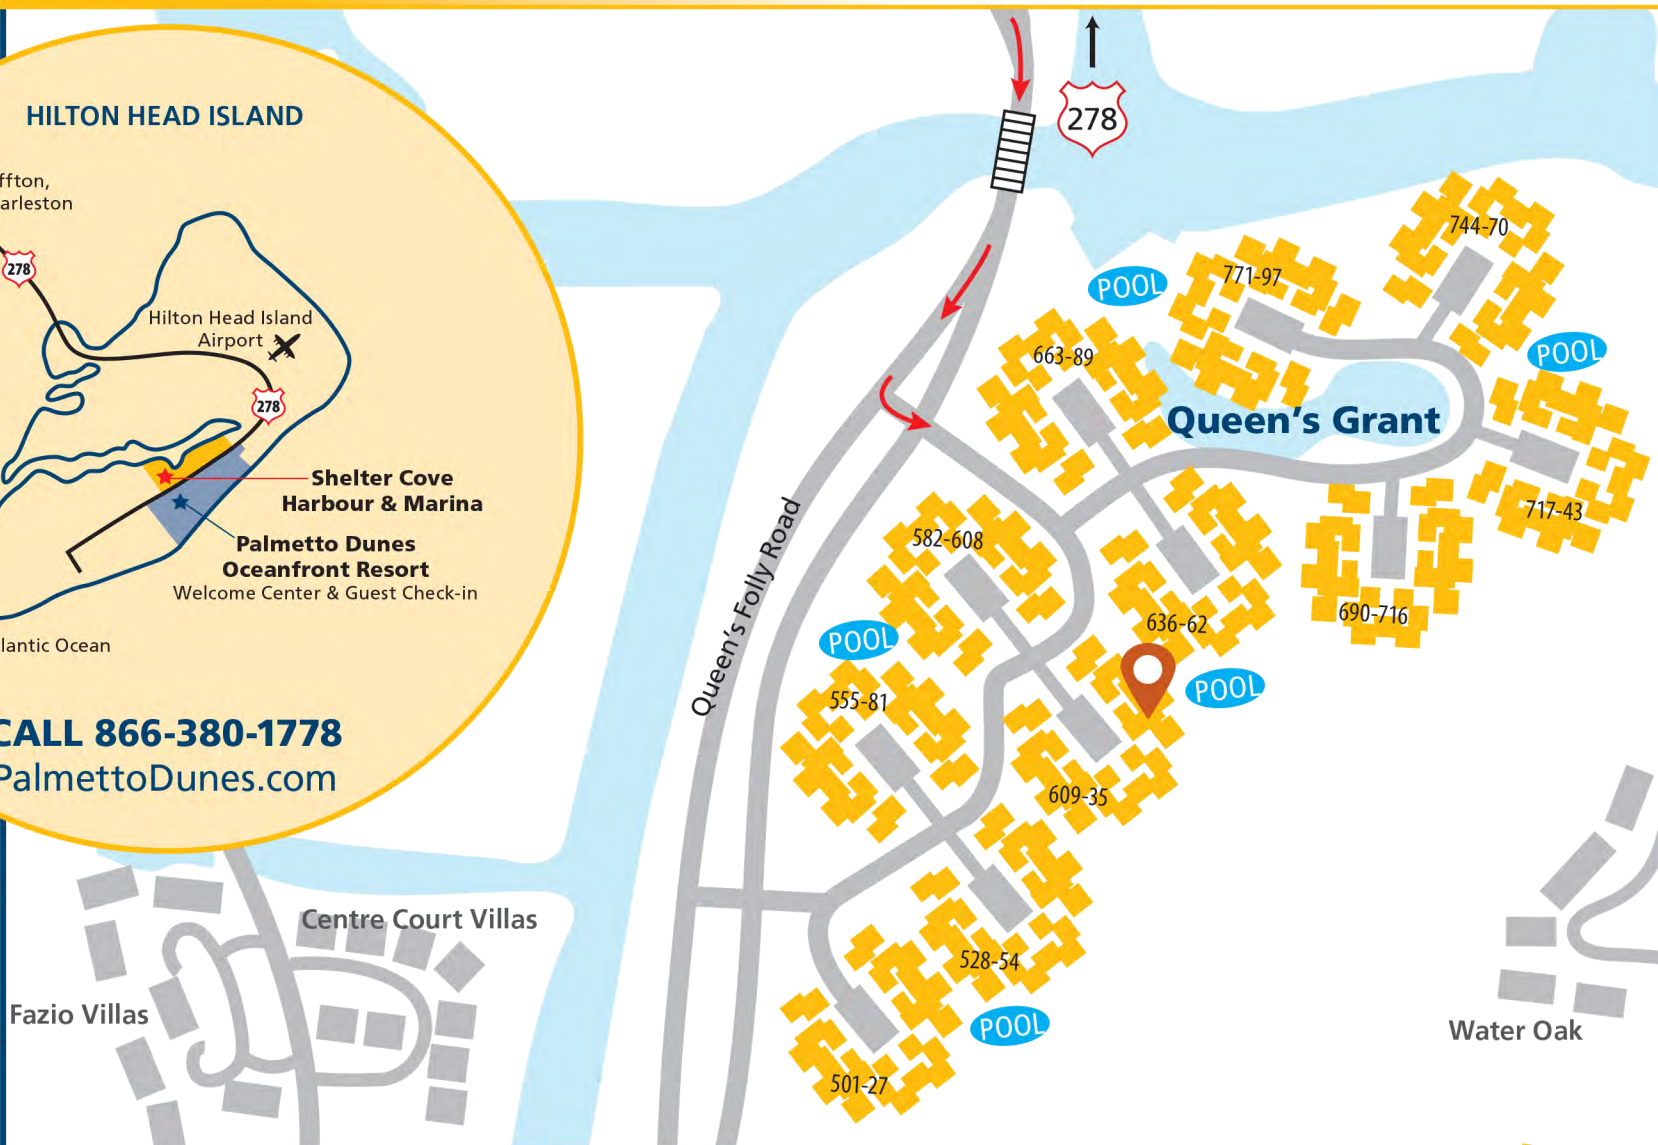 HILTON HEAD ISLAND
ffton,
arleston
278
Hilton Head Island
Airport
278
Shelter Cove
Harbour & Marina
Palmetto Dunes
Oceanfront Resort
Welcome Center & Guest Check-in
lantic Ocean
CALL 866-380-1778
PalmettoDunes.com
278
744-70
771-97
POOL
POOL
663-89
Queen's Grant
717-43
582-608
690-716
636-62
Queen's Folly Road
POOL
POOL
555-81
609-35
528-54
POOL
501-27
Centre Court Villas
Fazio Villas
Water Oak